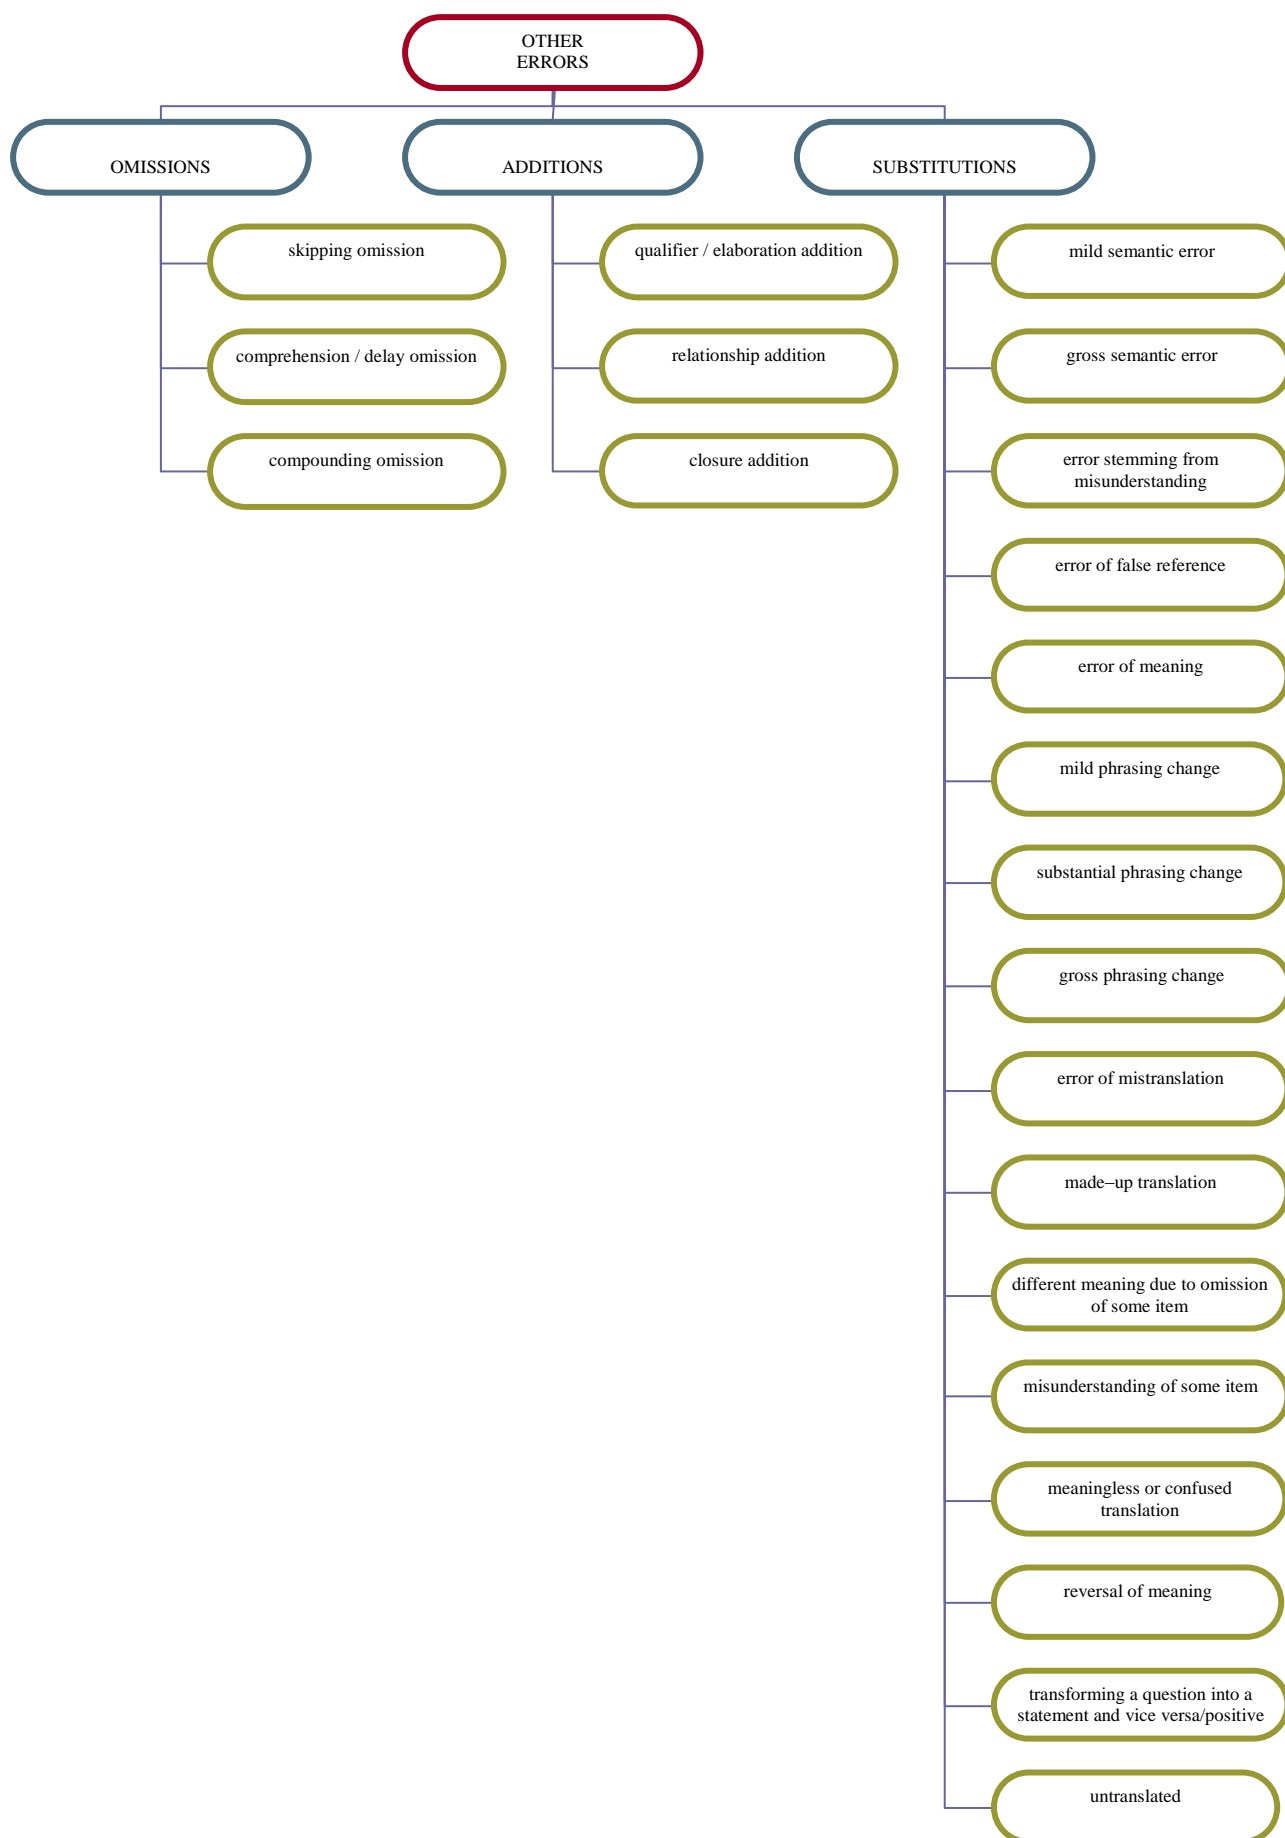 OTHER
ERRORS
OMISSIONS
ADDITIONS
SUBSTITUTIONS
skipping omission
qualifier / elaboration addition
mild semantic error
comprehension / delay omission
relationship addition
gross semantic error
compounding omission
closure addition
error stemming from
misunderstanding
error of false reference
error of meaning
mild phrasing change
substantial phrasing change
gross phrasing change
error of mistranslation
made–up translation
different meaning due to omission
of some item
misunderstanding of some item
meaningless or confused
translation
reversal of meaning
transforming a question into a
statement and vice versa/positive
untranslated